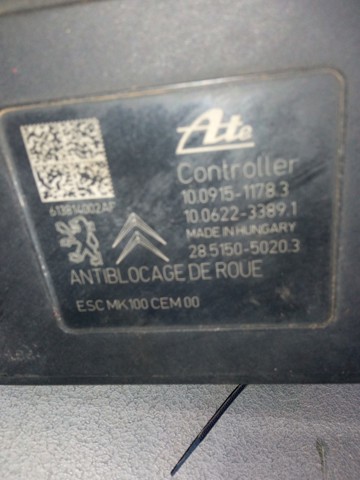 Ate
Controller
10.0915-1178.3
10.0622-3389.1
MADE IN HUNGARY
28.5150-5020.3
613814002AF
ANTIBLOCAGE DE ROUE
ESC MK100 CEM 00